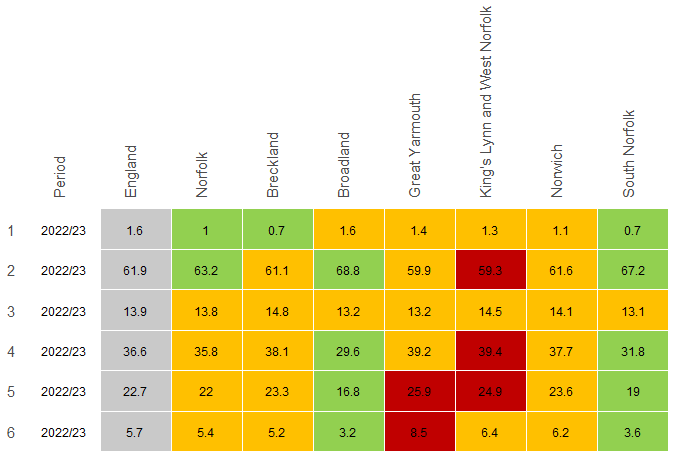 Period England Norfolk Breckland Broadland Great Yarmouth King's Lynn and West Norfolk Norwich South Norfolk
1 2022/23 1.6 1 0.7 1.6 1.4 1.3 1.1 0.7
2 2022/23 61.9 63.2 61.1 68.8 59.9 59.3 61.6 67.2
3 2022/23 13.9 13.8 14.8 13.2 13.2 14.5 14.1 13.1
4 2022/23 36.6 35.8 38.1 29.6 39.2 39.4 37.7 31.8
5 2022/23 22.7 22 23.3 16.8 25.9 24.9 23.6 19
6 2022/23 5.7 5.4 5.2 3.2 8.5 6.4 6.2 3.6